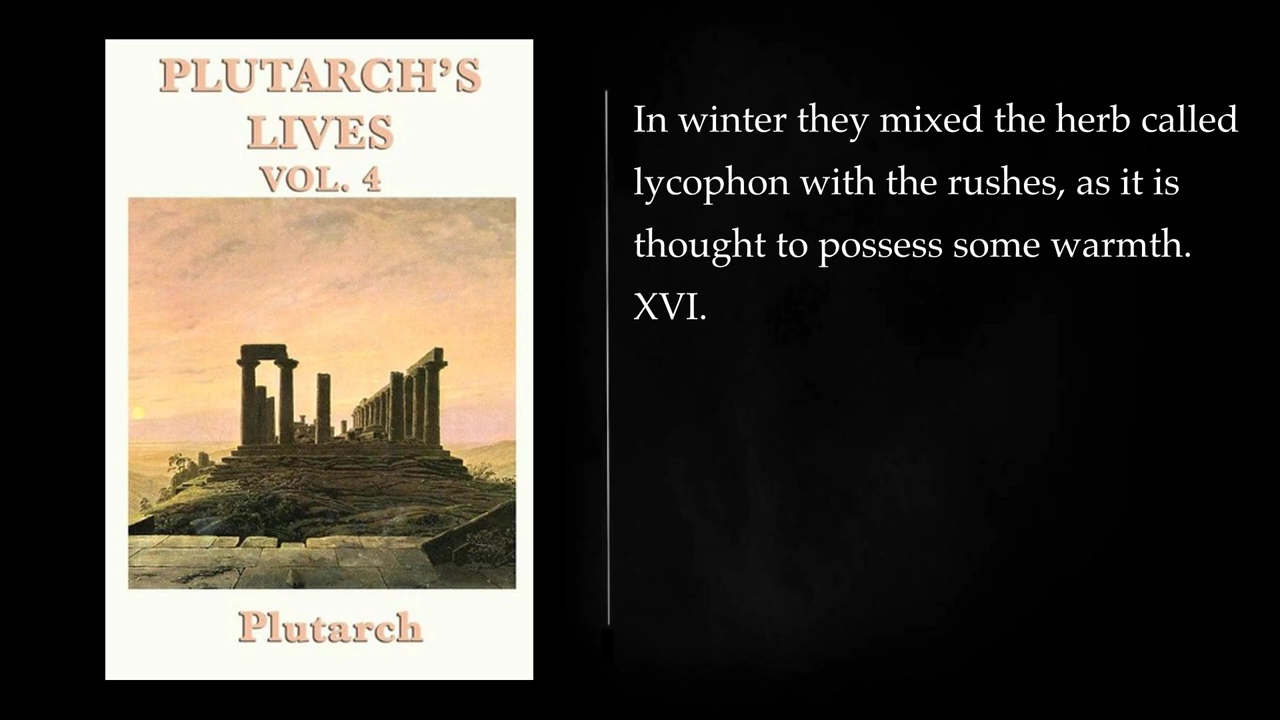 PLUTARCH'S
LIVES
VOL. 4
Plutarch
In winter they mixed the herb called
lycophon with the rushes, as it is
thought to possess some warmth.
XVI.